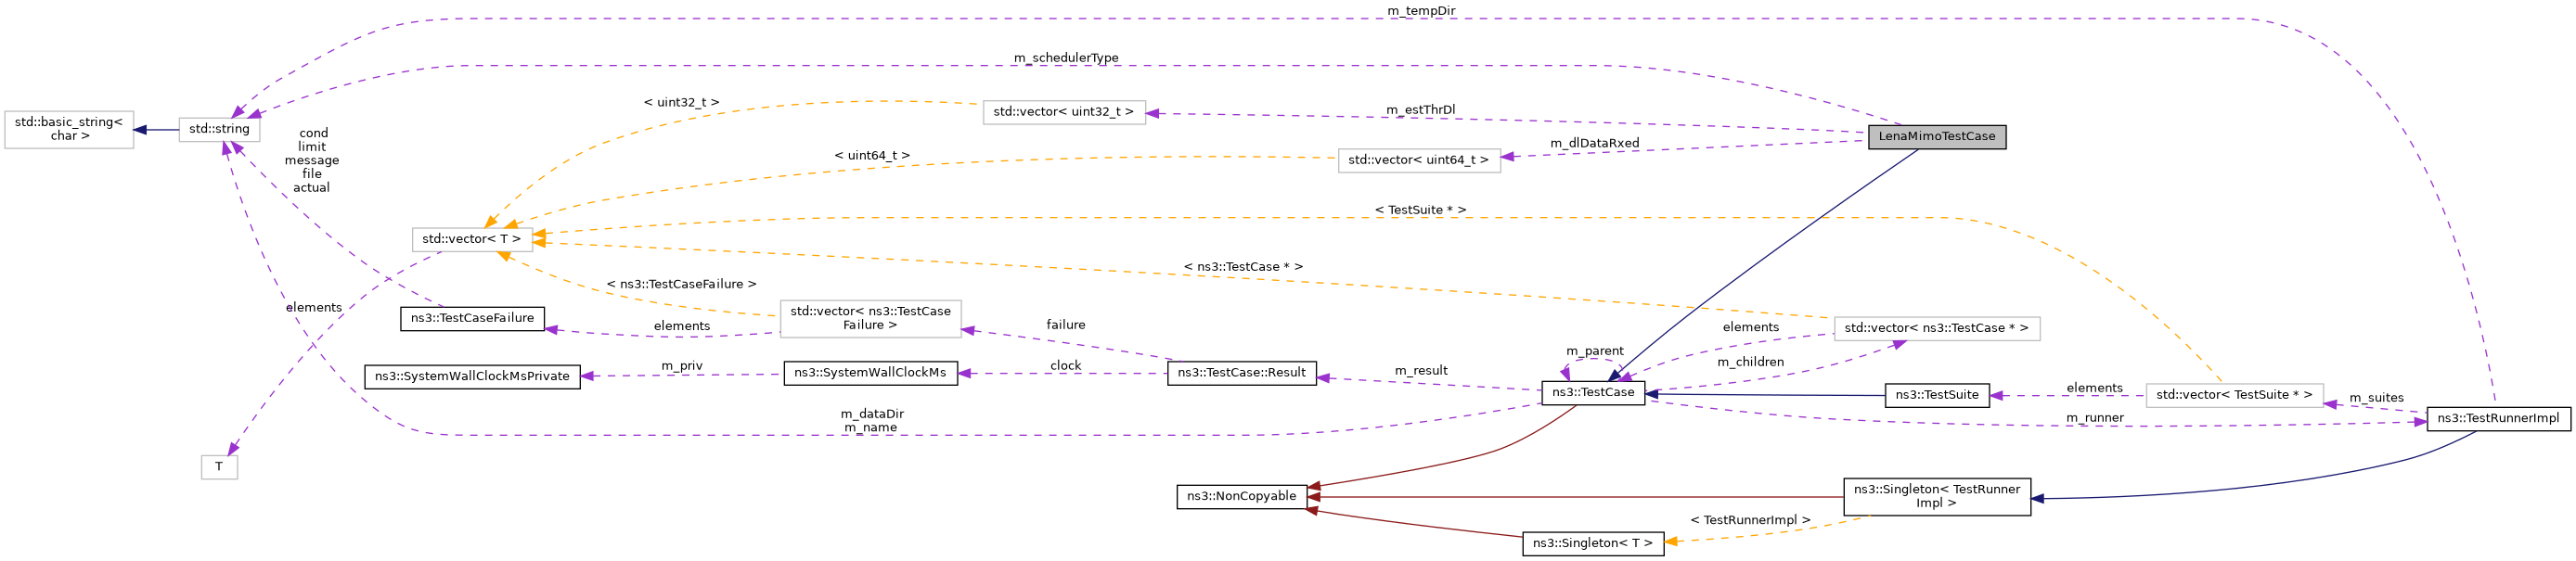 m_tempDir
m_schedulerType
< uint32_t >
std::vector< uint32_t >
m_estThrDl
std::basic_string<
char >
std::string
LenaMimoTestCase
cond
limit
message
file
actual
< uint64_t >
std::vector< uint64_t >
m_dlDataRxed
< TestSuite * >
std::vector< T >
< ns3::TestCase * >
< ns3::TestCaseFailure >
elements
ns3::TestCaseFailure
elements
std::vector< ns3::TestCase
Failure >
failure
elements
std::vector< ns3::TestCase * >
m_parent
m_children
ns3::SystemWallClockMsPrivate
m_priv
ns3::SystemWallClockMs
clock
ns3::TestCase::Result
m_result
ns3::TestCase
ns3::TestSuite
elements
std::vector< TestSuite * >
m_suites
m_dataDir
m_name
m_runner
ns3::TestRunnerImpl
T
ns3::NonCopyable
ns3::Singleton< TestRunner
Impl >
< TestRunnerImpl >
ns3::Singleton< T >